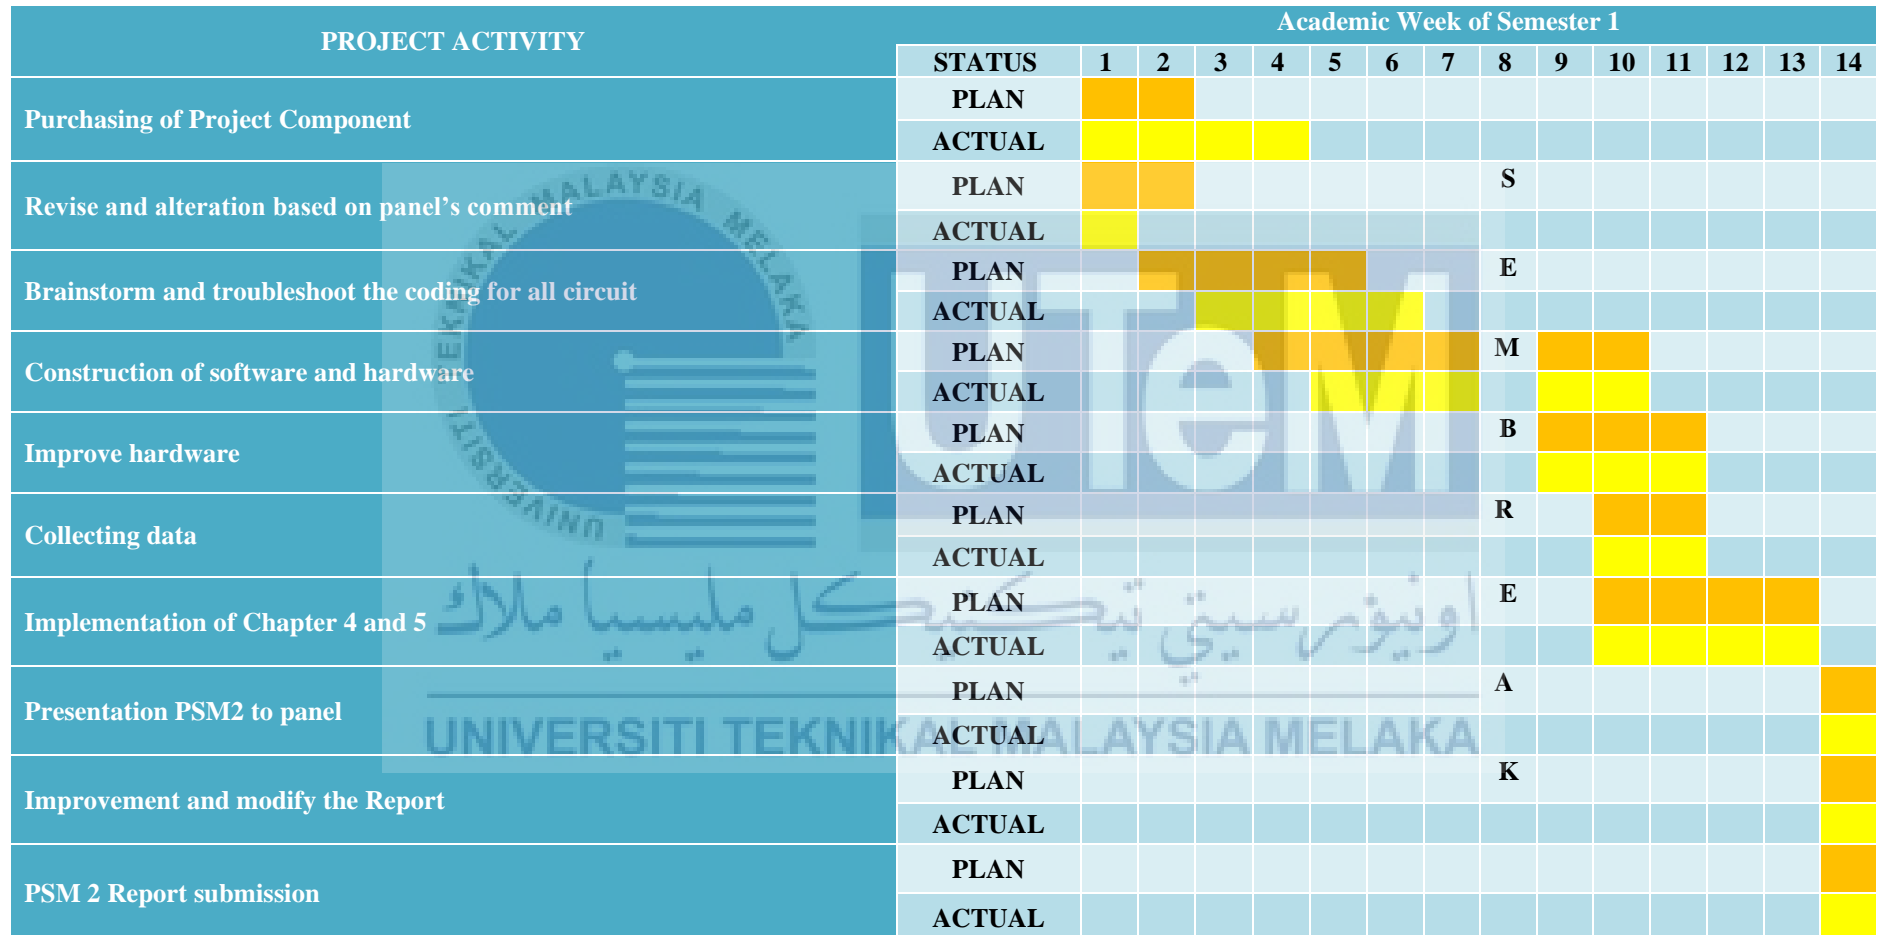 PROJECT ACTIVITY
Academic Week of Semester 1
STATUS 1 2 3 4 5 6 7 8 9 10 11 12 13 14
Purchasing of Project Component
PLAN
ACTUAL
Revise and alteration based on panel’s comment
PLAN S
ACTUAL
Brainstorm and troubleshoot the coding for all circuit
PLAN E
ACTUAL
Construction of software and hardware
PLAN M
ACTUAL
Improve hardware
PLAN B
ACTUAL
Collecting data
PLAN R
ACTUAL
Implementation of Chapter 4 and 5
PLAN E
ACTUAL
Presentation PSM2 to panel
PLAN A
ACTUAL
Improvement and modify the Report
PLAN K
ACTUAL
PSM 2 Report submission
PLAN
ACTUAL
UNIVERSITI TEKNIKAL MALAYSIA MELAKA
UTeM
اونيۏرسيتي تيكنيكل مليسيا ملاك
UNIVERSITI TEKNIKAL MALAYSIA MELAKA